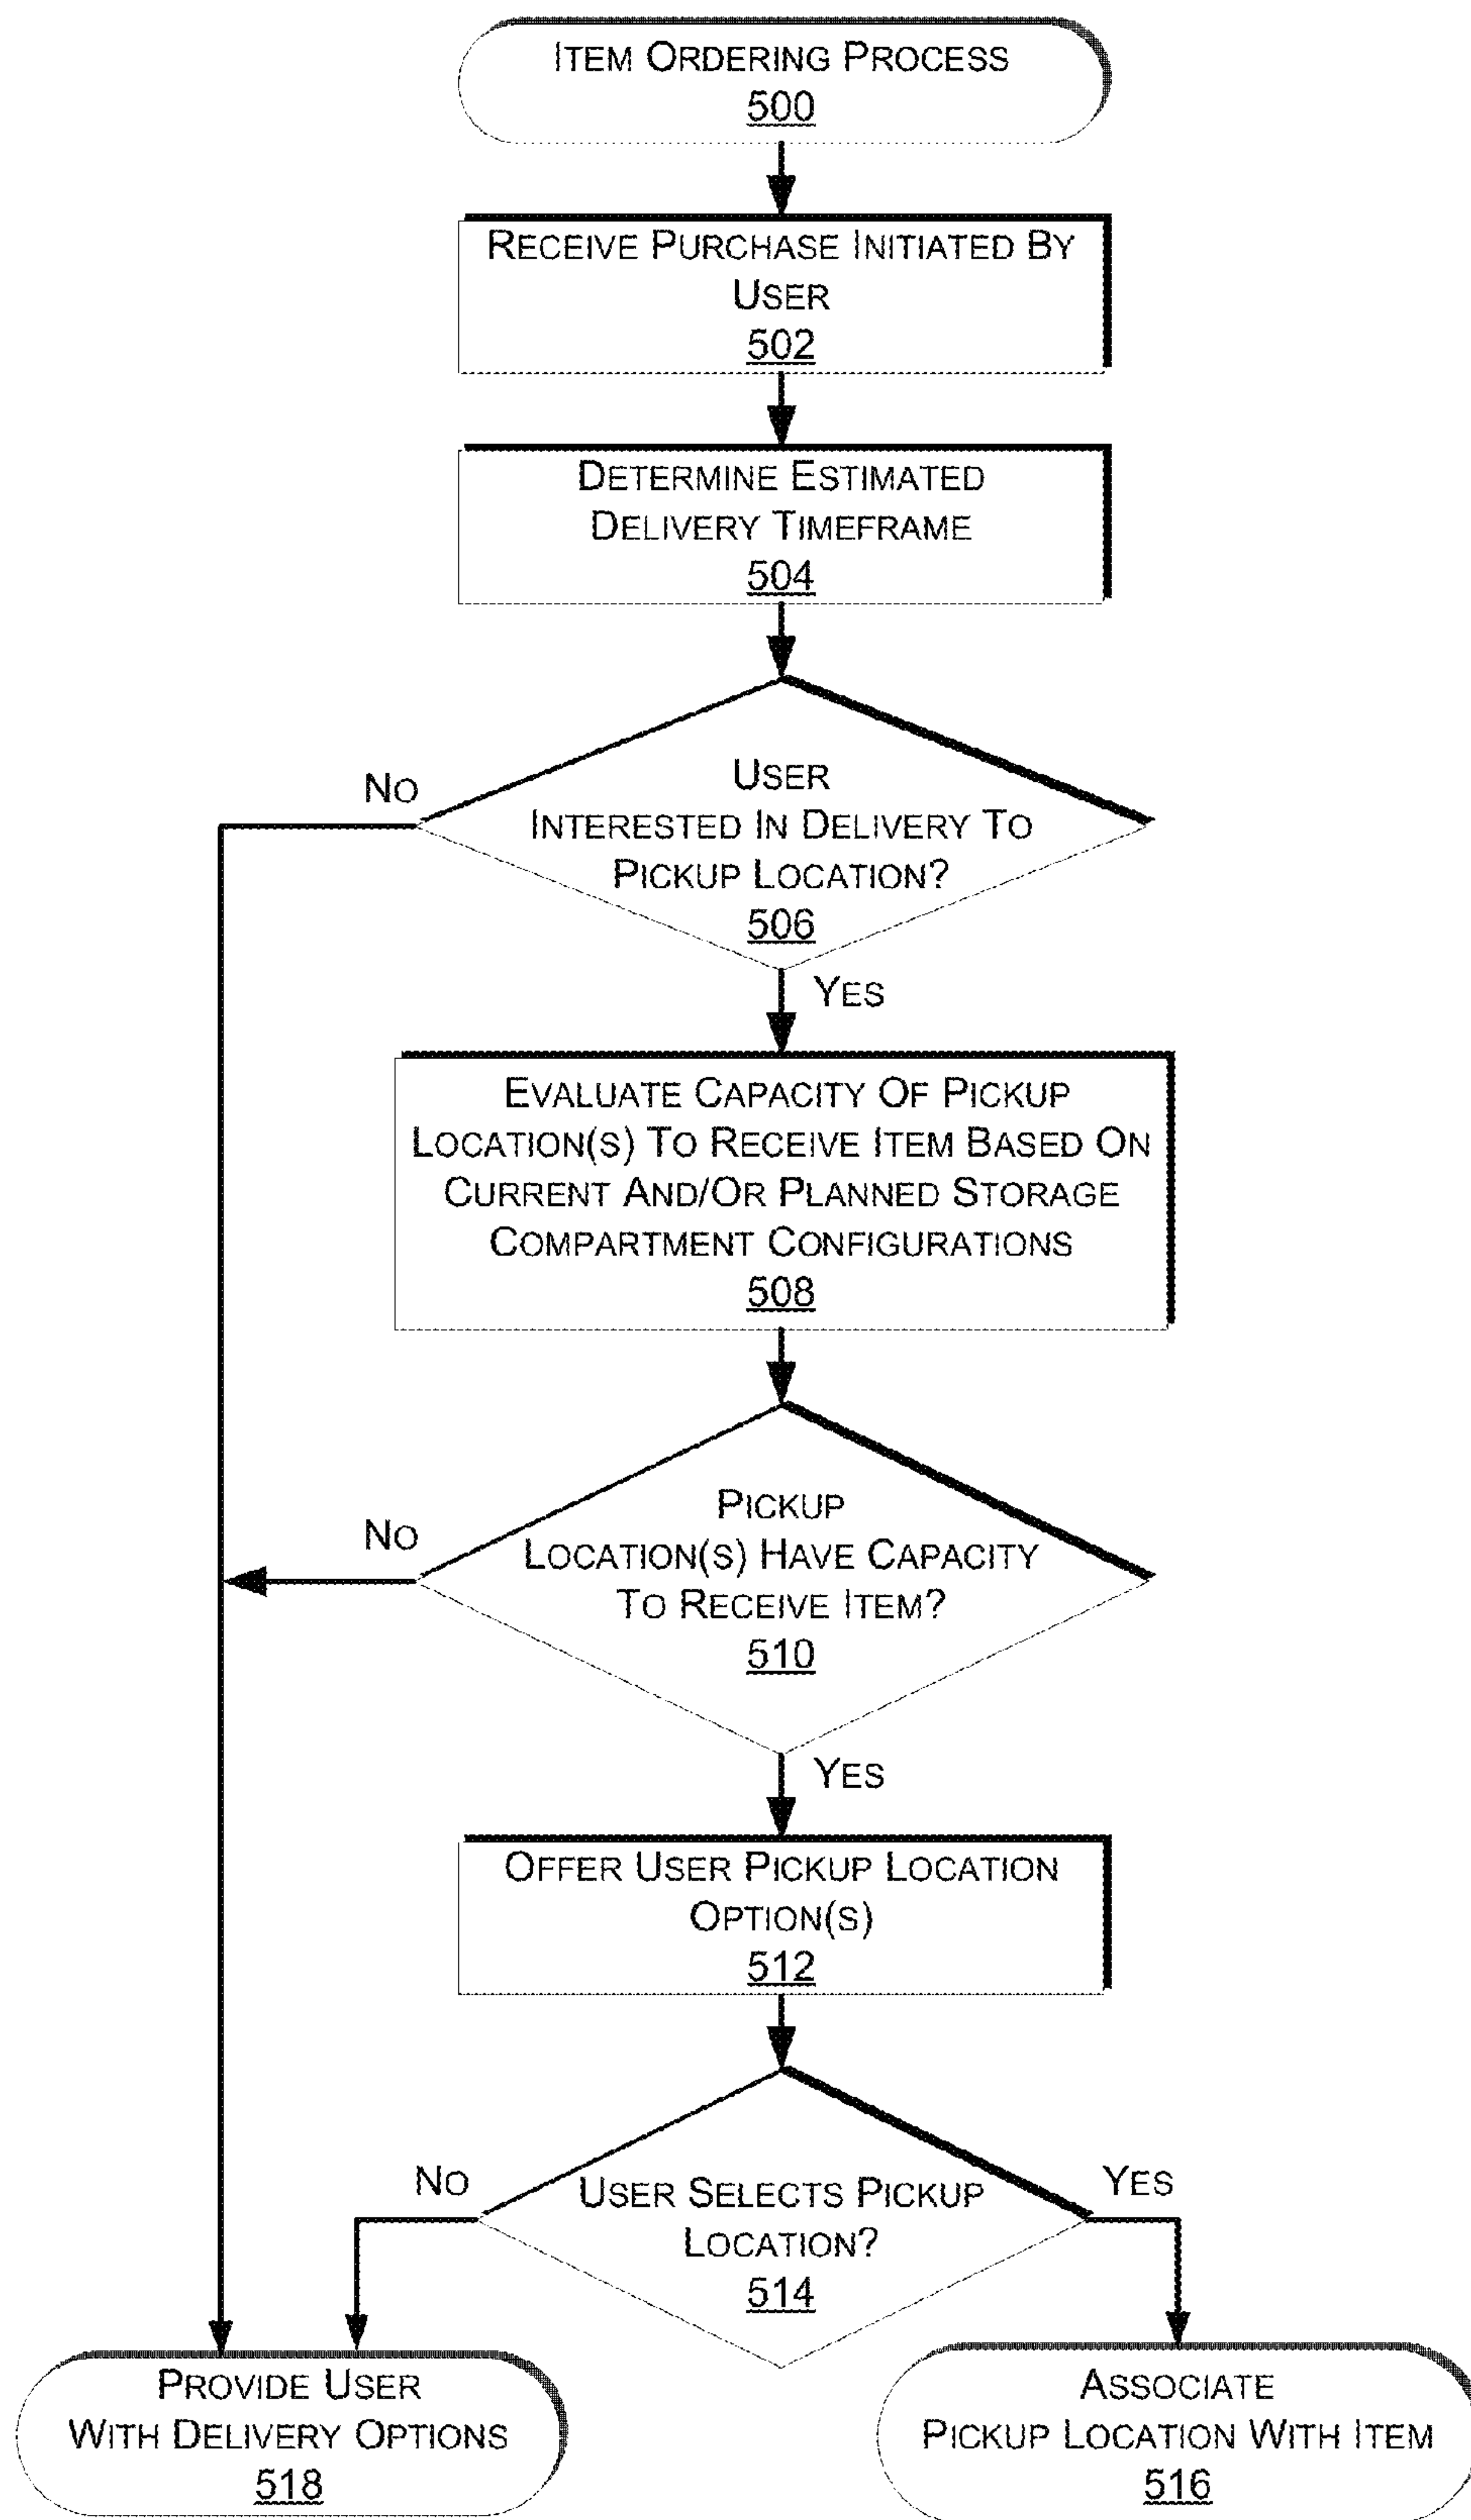 ITEM ORDERING PROCESS
500
RECEIVE PURCHASE INITIATED BY
USER
502
DETERMINE ESTIMATED
DELIVERY TIMEFRAME
504
NO
USER
INTERESTED IN DELIVERY TO
PICKUP LOCATION?
506
YES
EVALUATE CAPACITY OF PICKUP
LOCATION(S) TO RECEIVE ITEM BASED ON
CURRENT AND/OR PLANNED STORAGE
COMPARTMENT CONFIGURATIONS
508
NO
PICKUP
LOCATION(S) HAVE CAPACITY
TO RECEIVE ITEM?
510
YES
OFFER USER PICKUP LOCATION
OPTION(S)
512
NO
USER SELECTS PICKUP
LOCATION?
514
YES
PROVIDE USER
WITH DELIVERY OPTIONS
518
ASSOCIATE
PICKUP LOCATION WITH ITEM
516